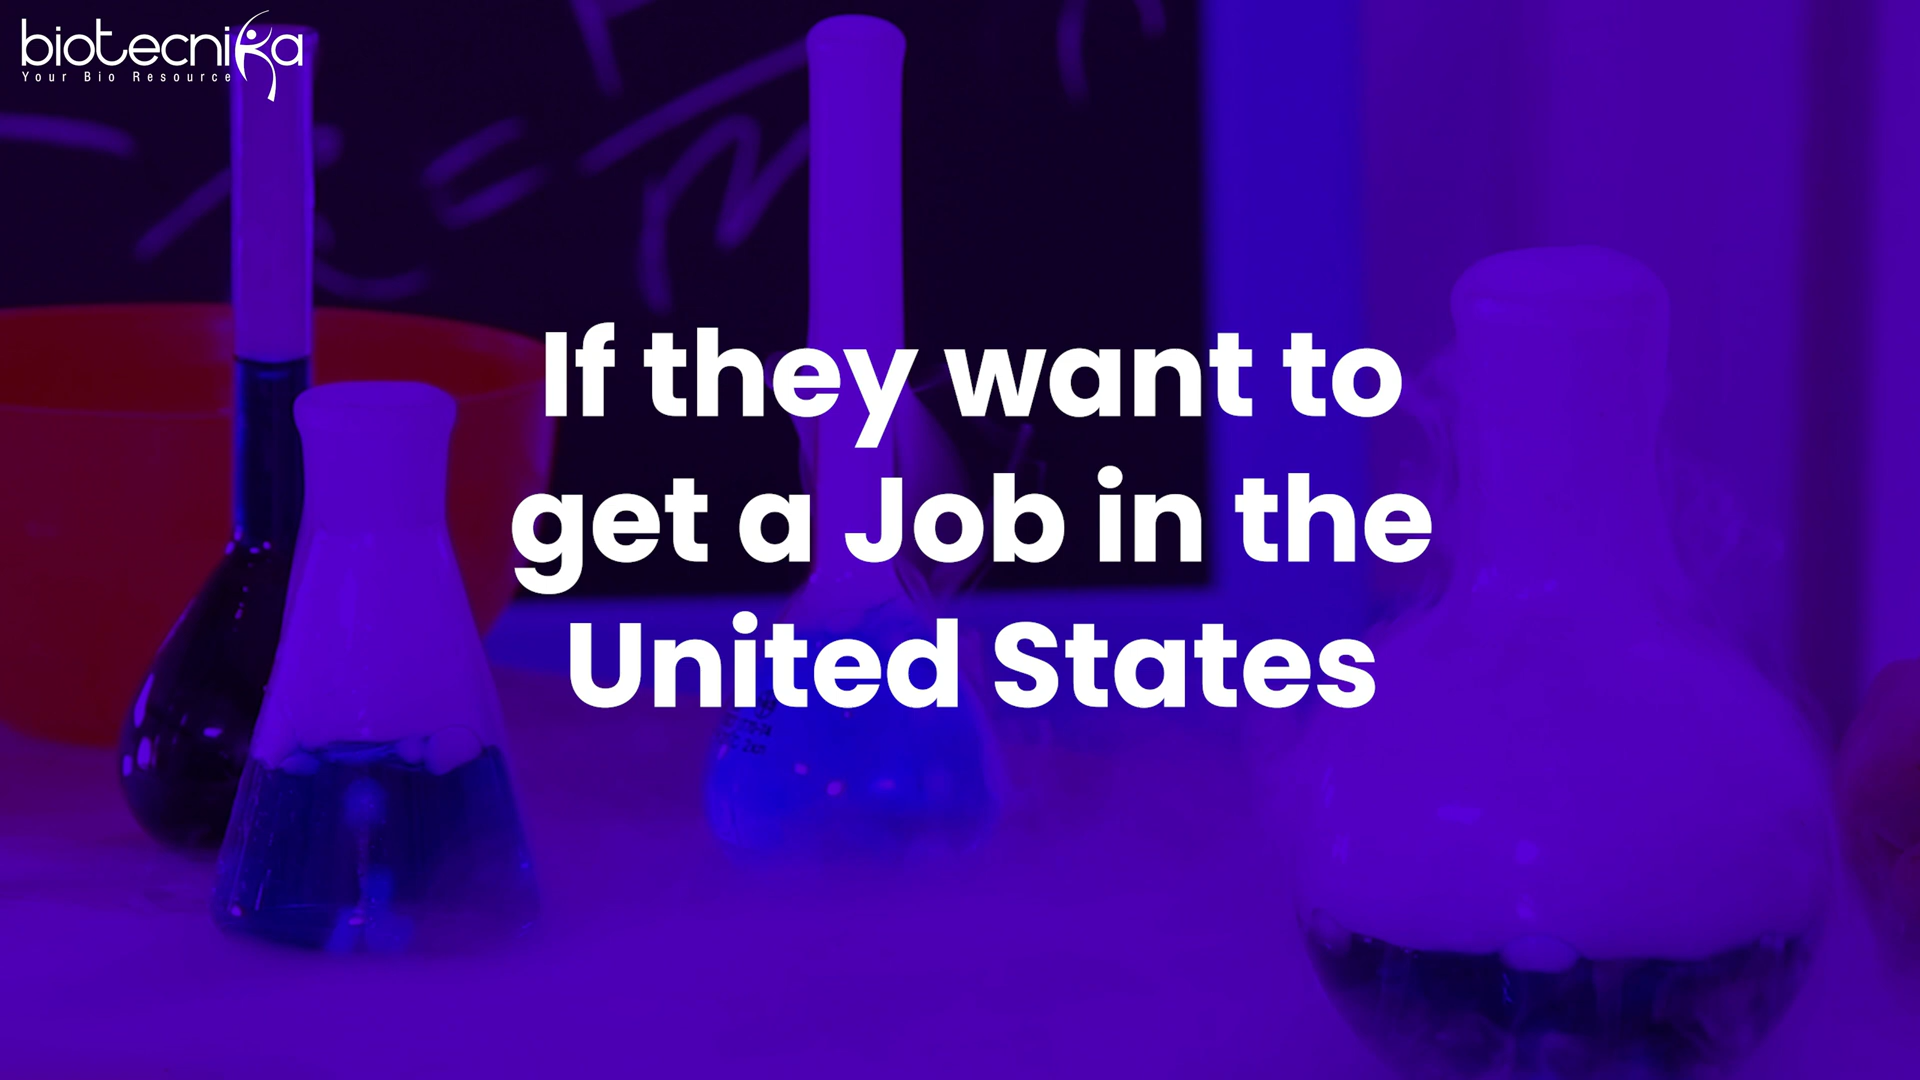 biotecnika
Your Bio Resource
If they want to
get a Job in the
United States